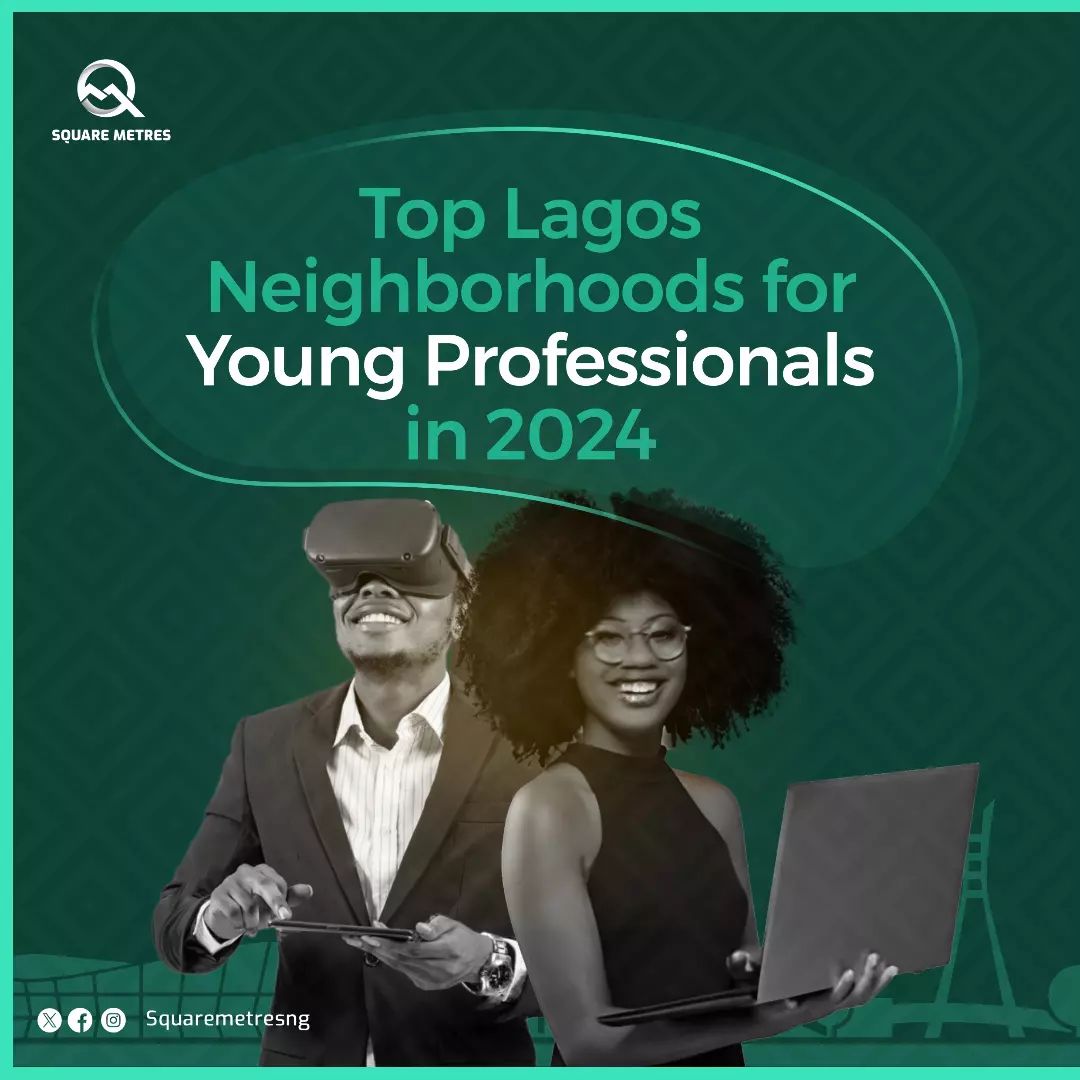 SQUARE METRES
Top Lagos
Neighborhoods for
Young Professionals
in 2024
Squaremetresng